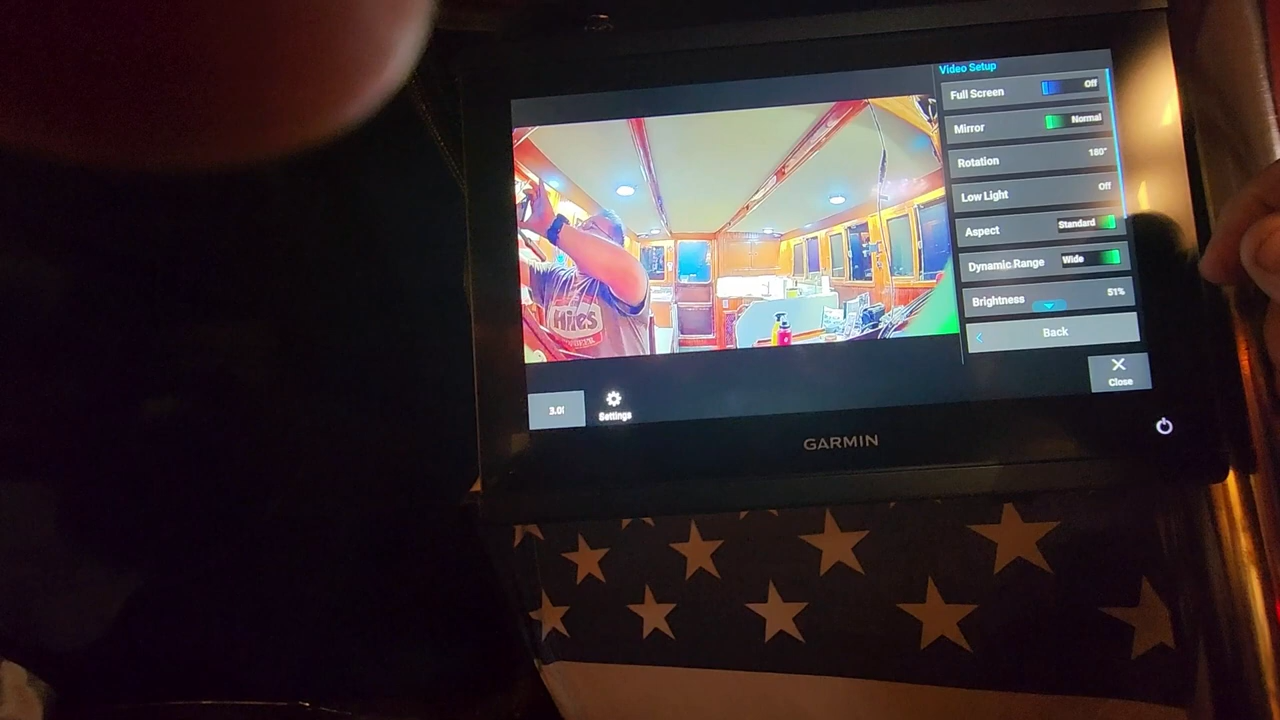 Video Setup
Full Screen Off
Mirror Normal
Rotation 180°
Low Light Off
Aspect Standard
Dynamic Range Wide
Brightness 51%
Back
Close
Settings
Hiles
GARMIN